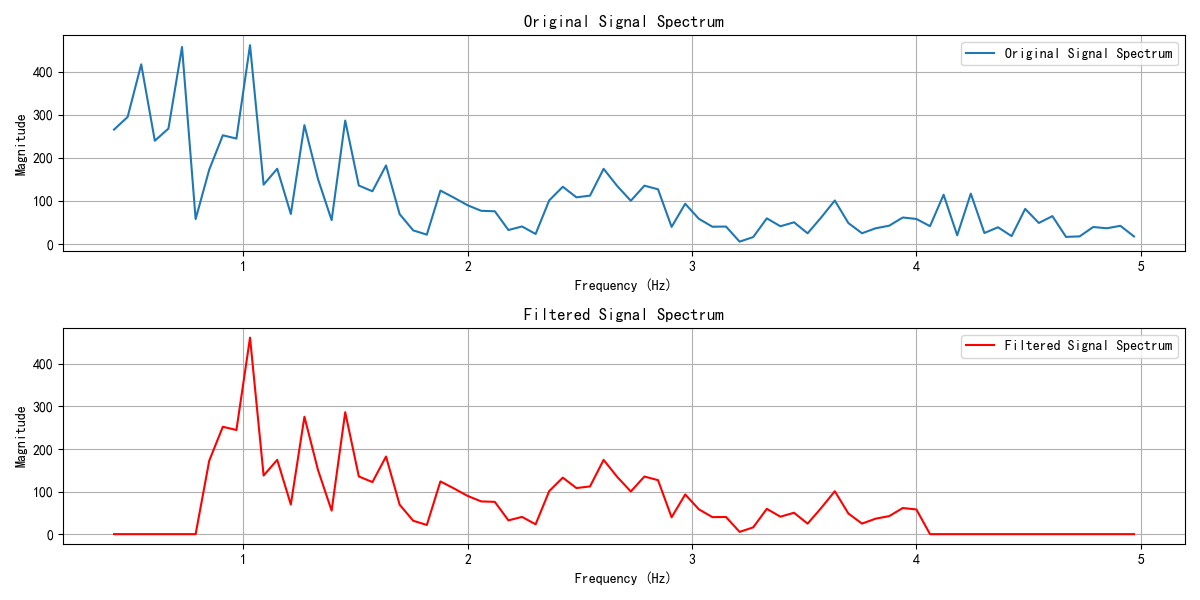 Original Signal Spectrum
Original Signal Spectrum
Magnitude
400
300
200
100
0
1 2 3 4 5
Frequency (Hz)
Filtered Signal Spectrum
Filtered Signal Spectrum
Magnitude
400
300
200
100
0
1 2 3 4 5
Frequency (Hz)